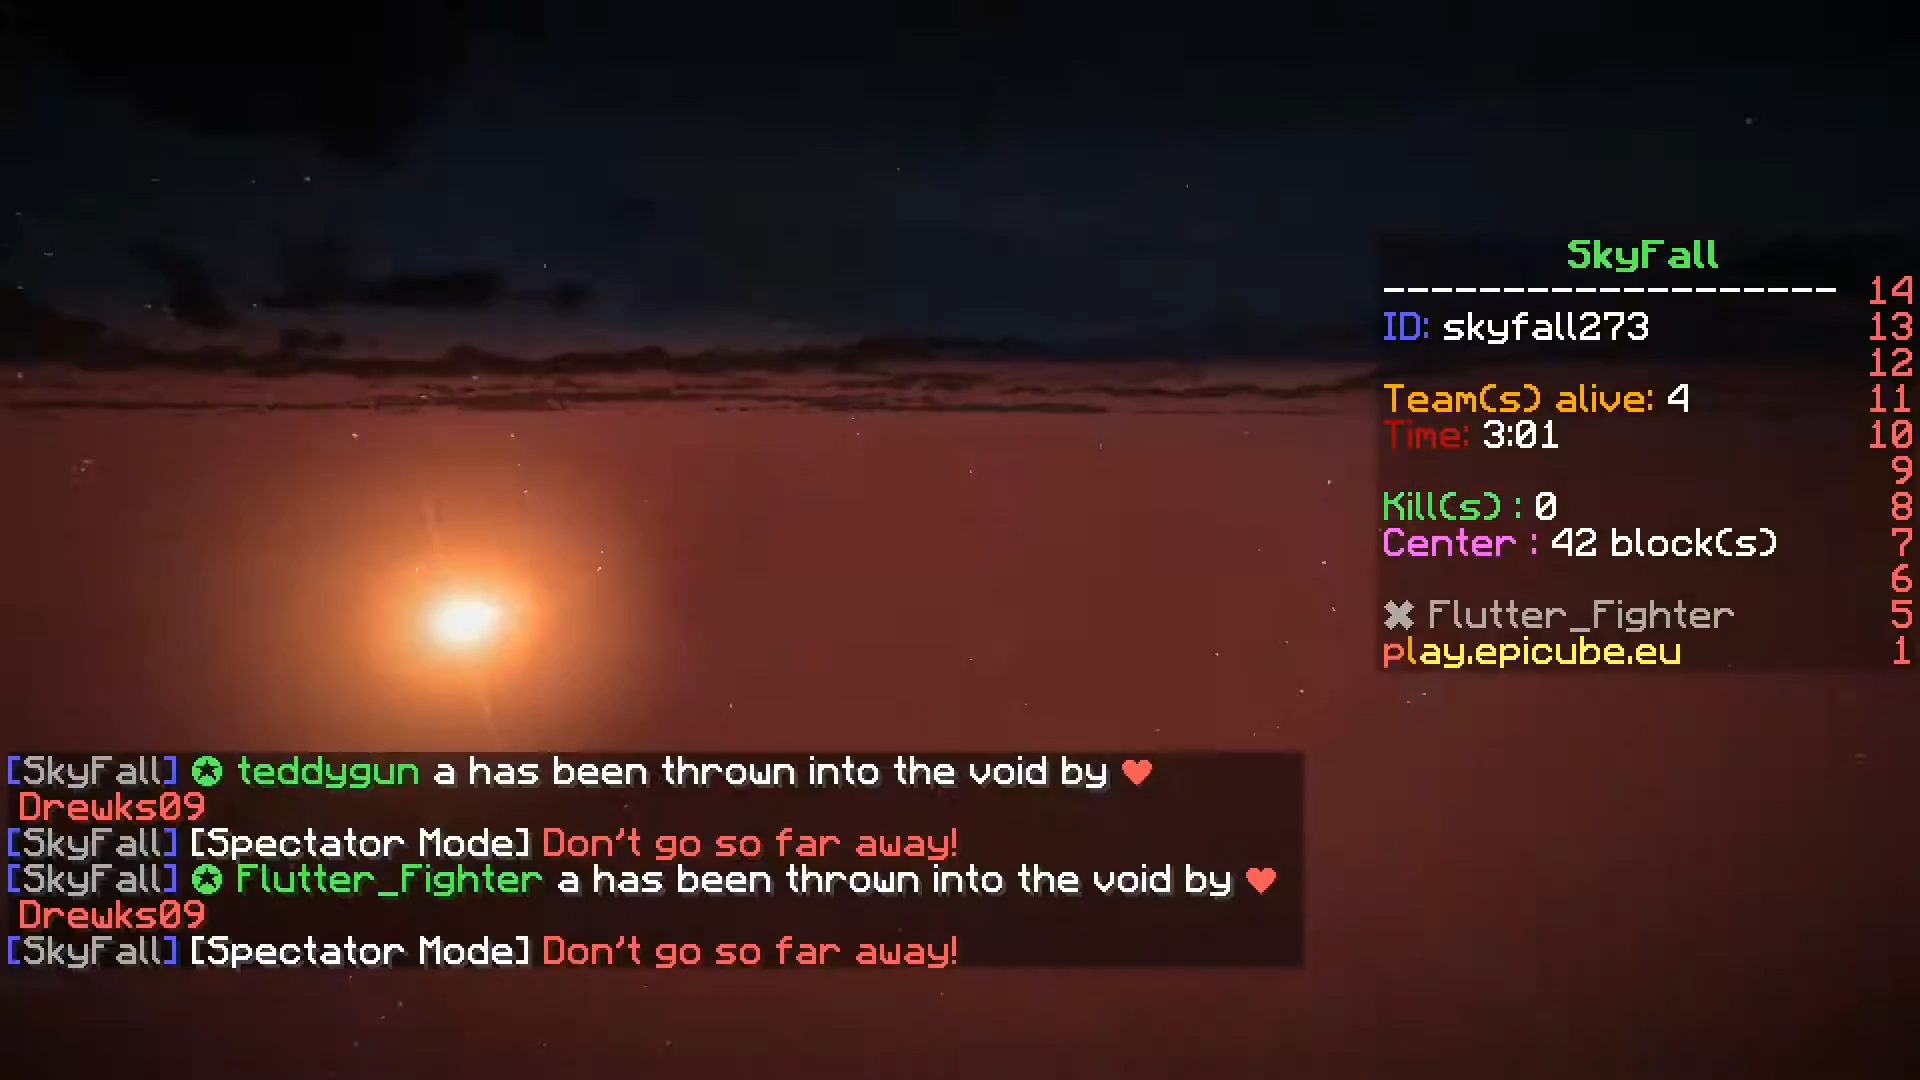 SkyFall
------------------- 14
ID: skyfall273 13
12
Team(s) alive: 4 11
Time: 3:01 10
9
Kill(s) : 0 8
Center : 42 block(s) 7
6
✖ Flutter_Fighter 5
play.epicube.eu 1
[SkyFall] ✪ teddygun a has been thrown into the void by ❤
Drewks09
[SkyFall] [Spectator Mode] Don't go so far away!
[SkyFall] ✪ Flutter_Fighter a has been thrown into the void by ❤
Drewks09
[SkyFall] [Spectator Mode] Don't go so far away!